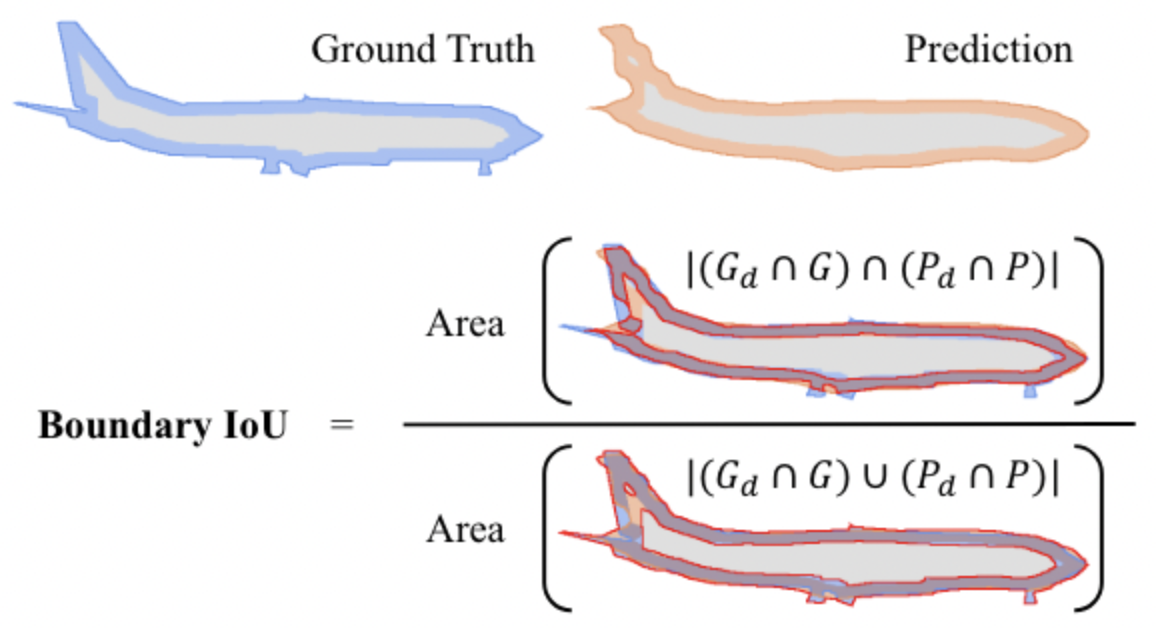 Ground Truth
Prediction
Area |(G_d ∩ G) ∩ (P_d ∩ P)|
Boundary IoU =
Area |(G_d ∩ G) ∪ (P_d ∩ P)|